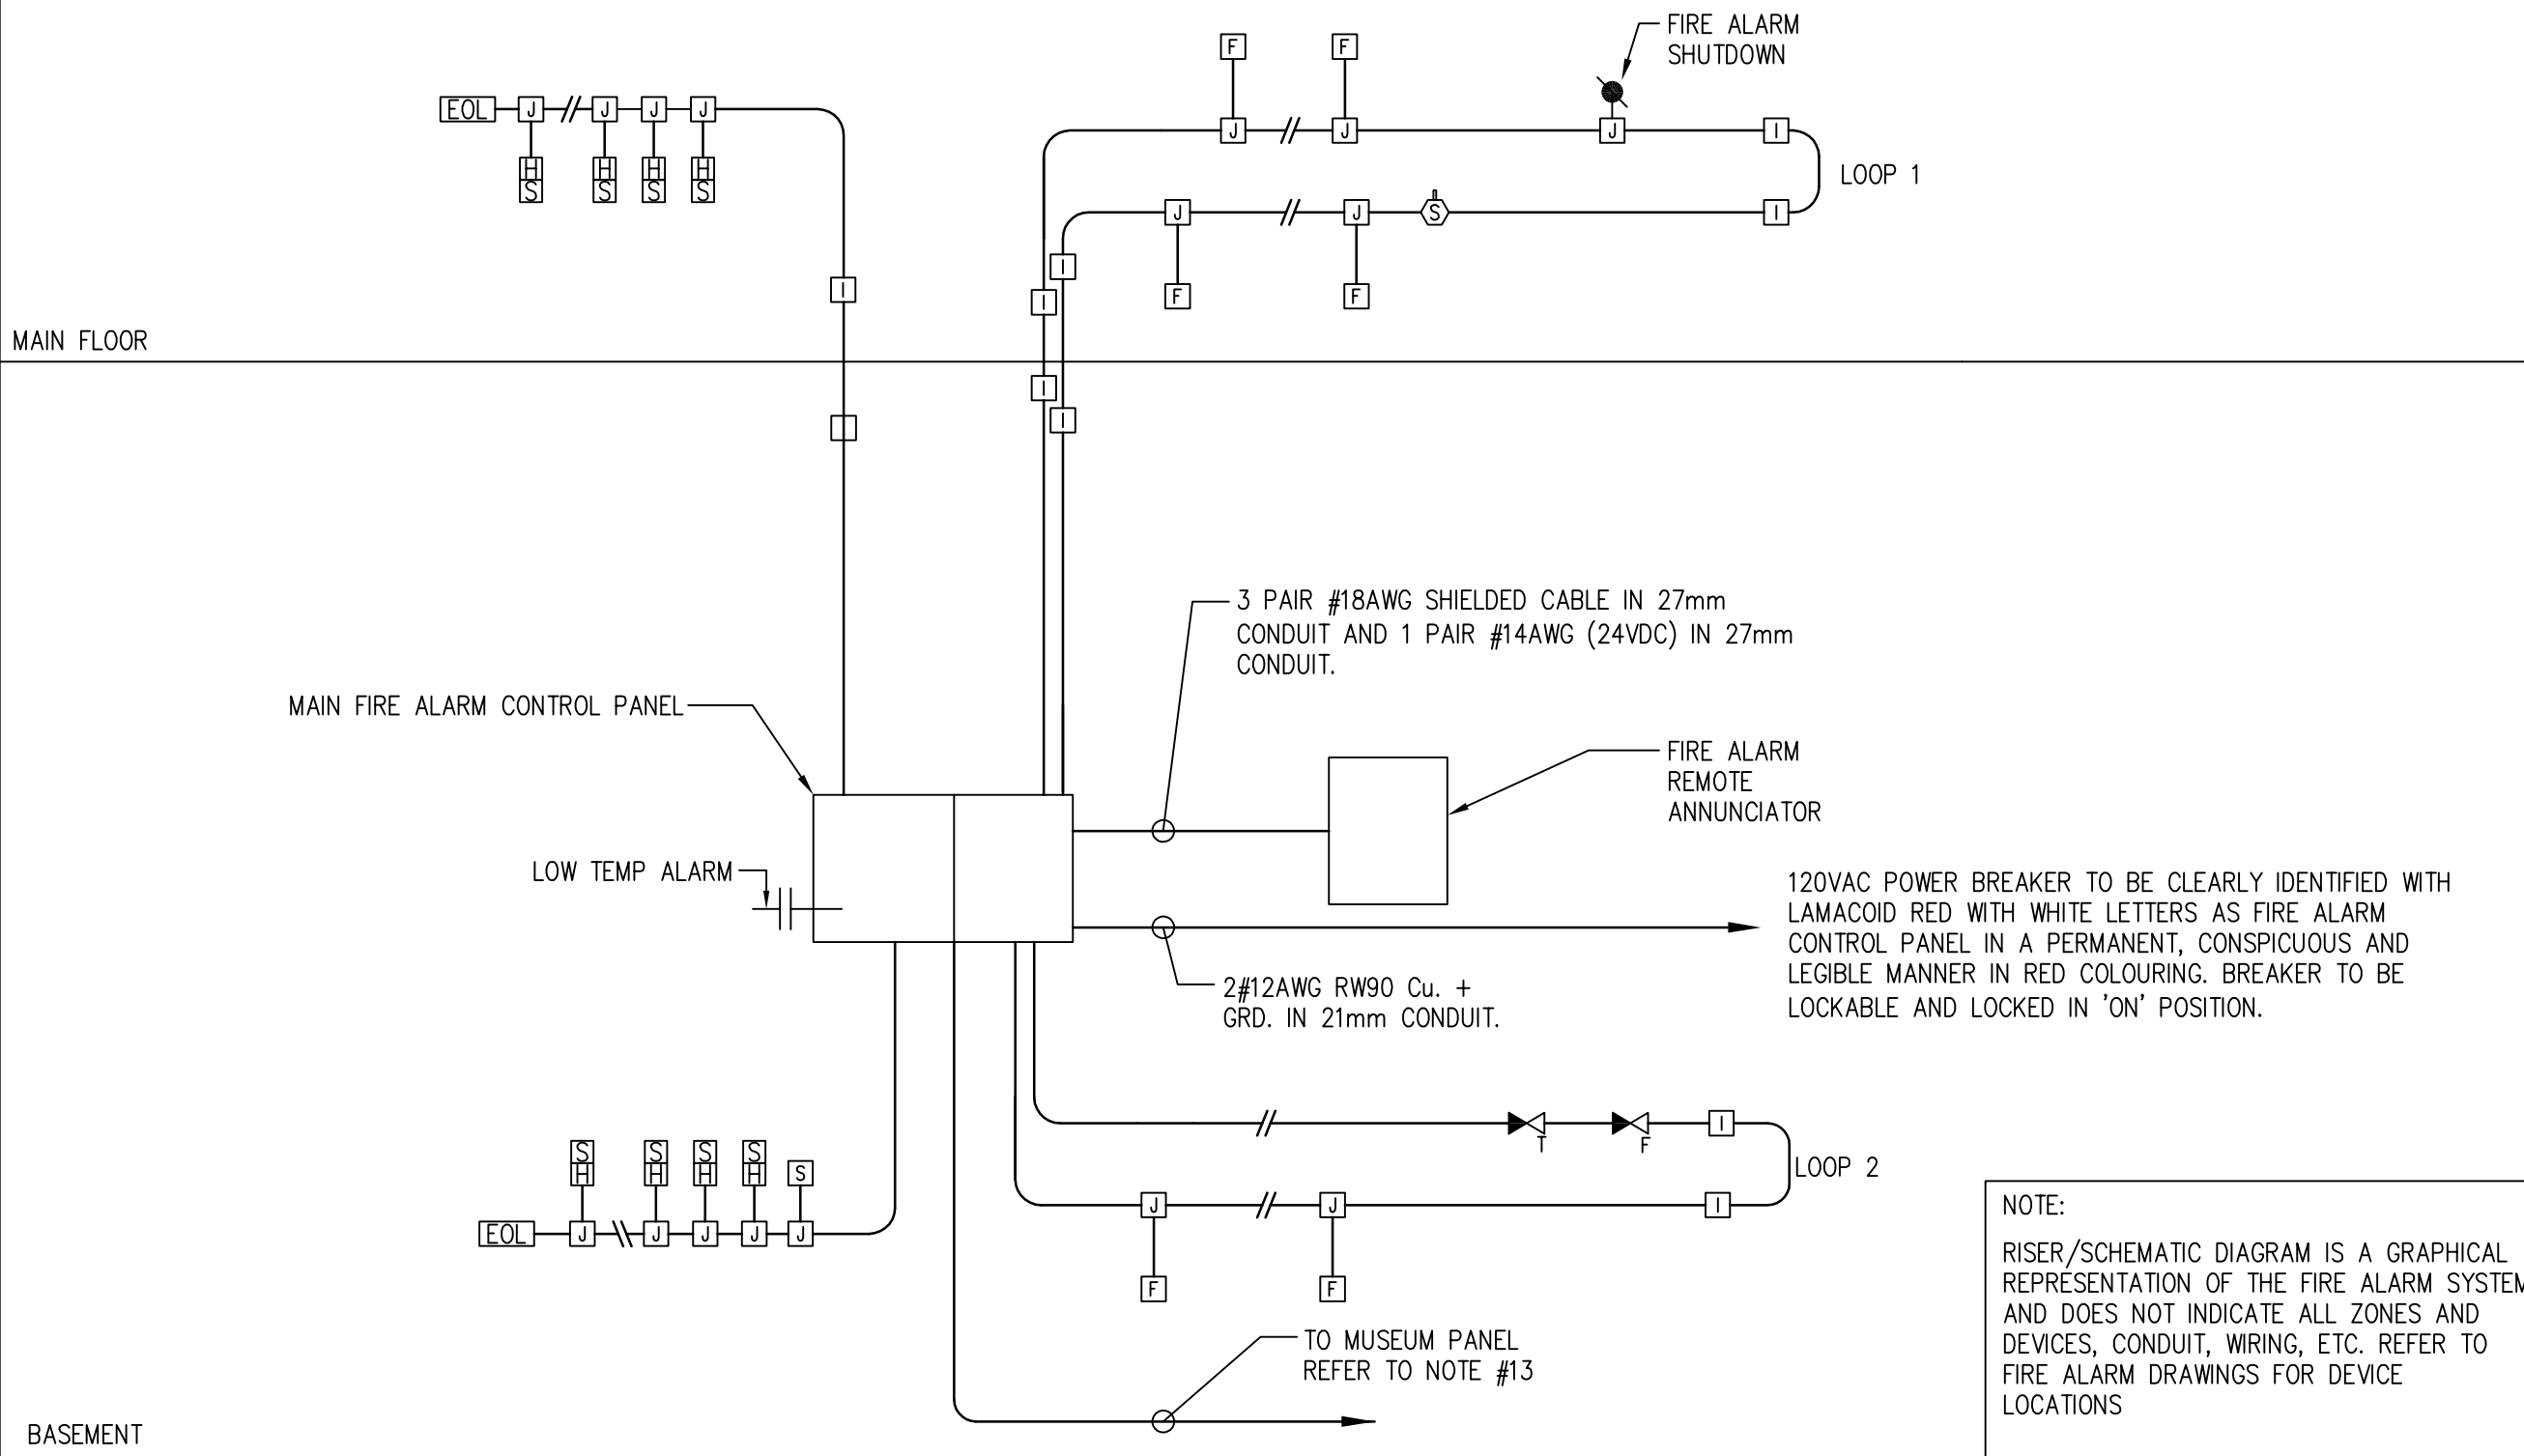 FIRE ALARM
SHUTDOWN
F F
EOL J J J J
H H H H
S S S S
J J J I
LOOP 1
J J S I
I
I
I
F F
MAIN FLOOR
I
I
3 PAIR #18AWG SHIELDED CABLE IN 27mm
CONDUIT AND 1 PAIR #14AWG (24VDC) IN 27mm
CONDUIT.
MAIN FIRE ALARM CONTROL PANEL
FIRE ALARM
REMOTE
ANNUNCIATOR
LOW TEMP ALARM
120VAC POWER BREAKER TO BE CLEARLY IDENTIFIED WITH
LAMACOID RED WITH WHITE LETTERS AS FIRE ALARM
CONTROL PANEL IN A PERMANENT, CONSPICUOUS AND
LEGIBLE MANNER IN RED COLOURING. BREAKER TO BE
LOCKABLE AND LOCKED IN 'ON' POSITION.
2#12AWG RW90 Cu. +
GRD. IN 21mm CONDUIT.
I
T F
LOOP 2
S S S S S
H H H H
J J I
EOL J J J J J
F F
TO MUSEUM PANEL
REFER TO NOTE #13
NOTE:
RISER/SCHEMATIC DIAGRAM IS A GRAPHICAL
REPRESENTATION OF THE FIRE ALARM SYSTEM
AND DOES NOT INDICATE ALL ZONES AND
DEVICES, CONDUIT, WIRING, ETC. REFER TO
FIRE ALARM DRAWINGS FOR DEVICE
LOCATIONS
BASEMENT